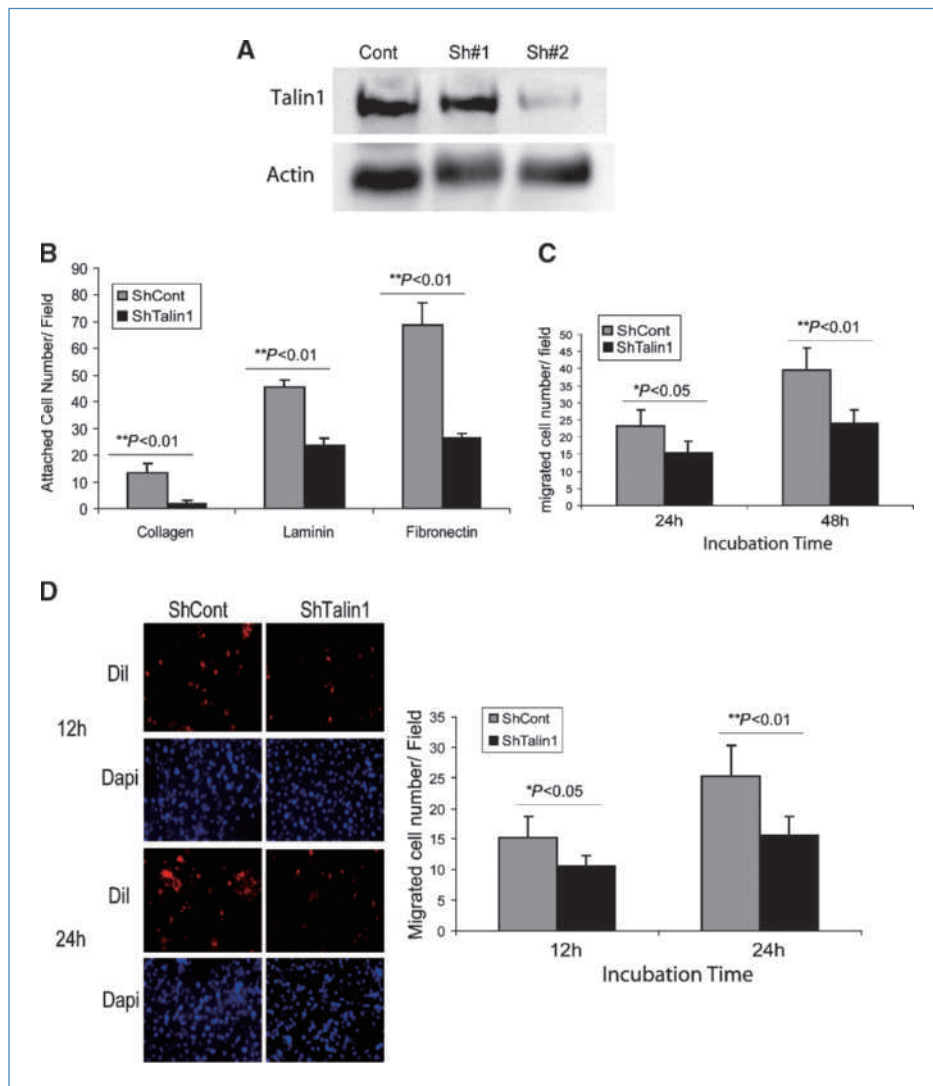 A
Cont Sh#1 Sh#2
Talin1
Actin
B
Attached Cell Number/ Field
90
80
70
60
50
40
30
20
10
0
ShCont
ShTalin1
**P<0.01
**P<0.01
**P<0.01
Collagen Laminin Fibronectin
C
migrated cell number/ field
50
45
40
35
30
25
20
15
10
5
0
ShCont
ShTalin1
*P<0.05
**P<0.01
24h 48h
Incubation Time
D
ShCont ShTalin1
DiI
12h
Dapi
DiI
24h
Dapi
Migrated cell number/ Field
35
30
25
20
15
10
5
0
ShCont
ShTalin1
*P<0.05
**P<0.01
12h 24h
Incubation Time